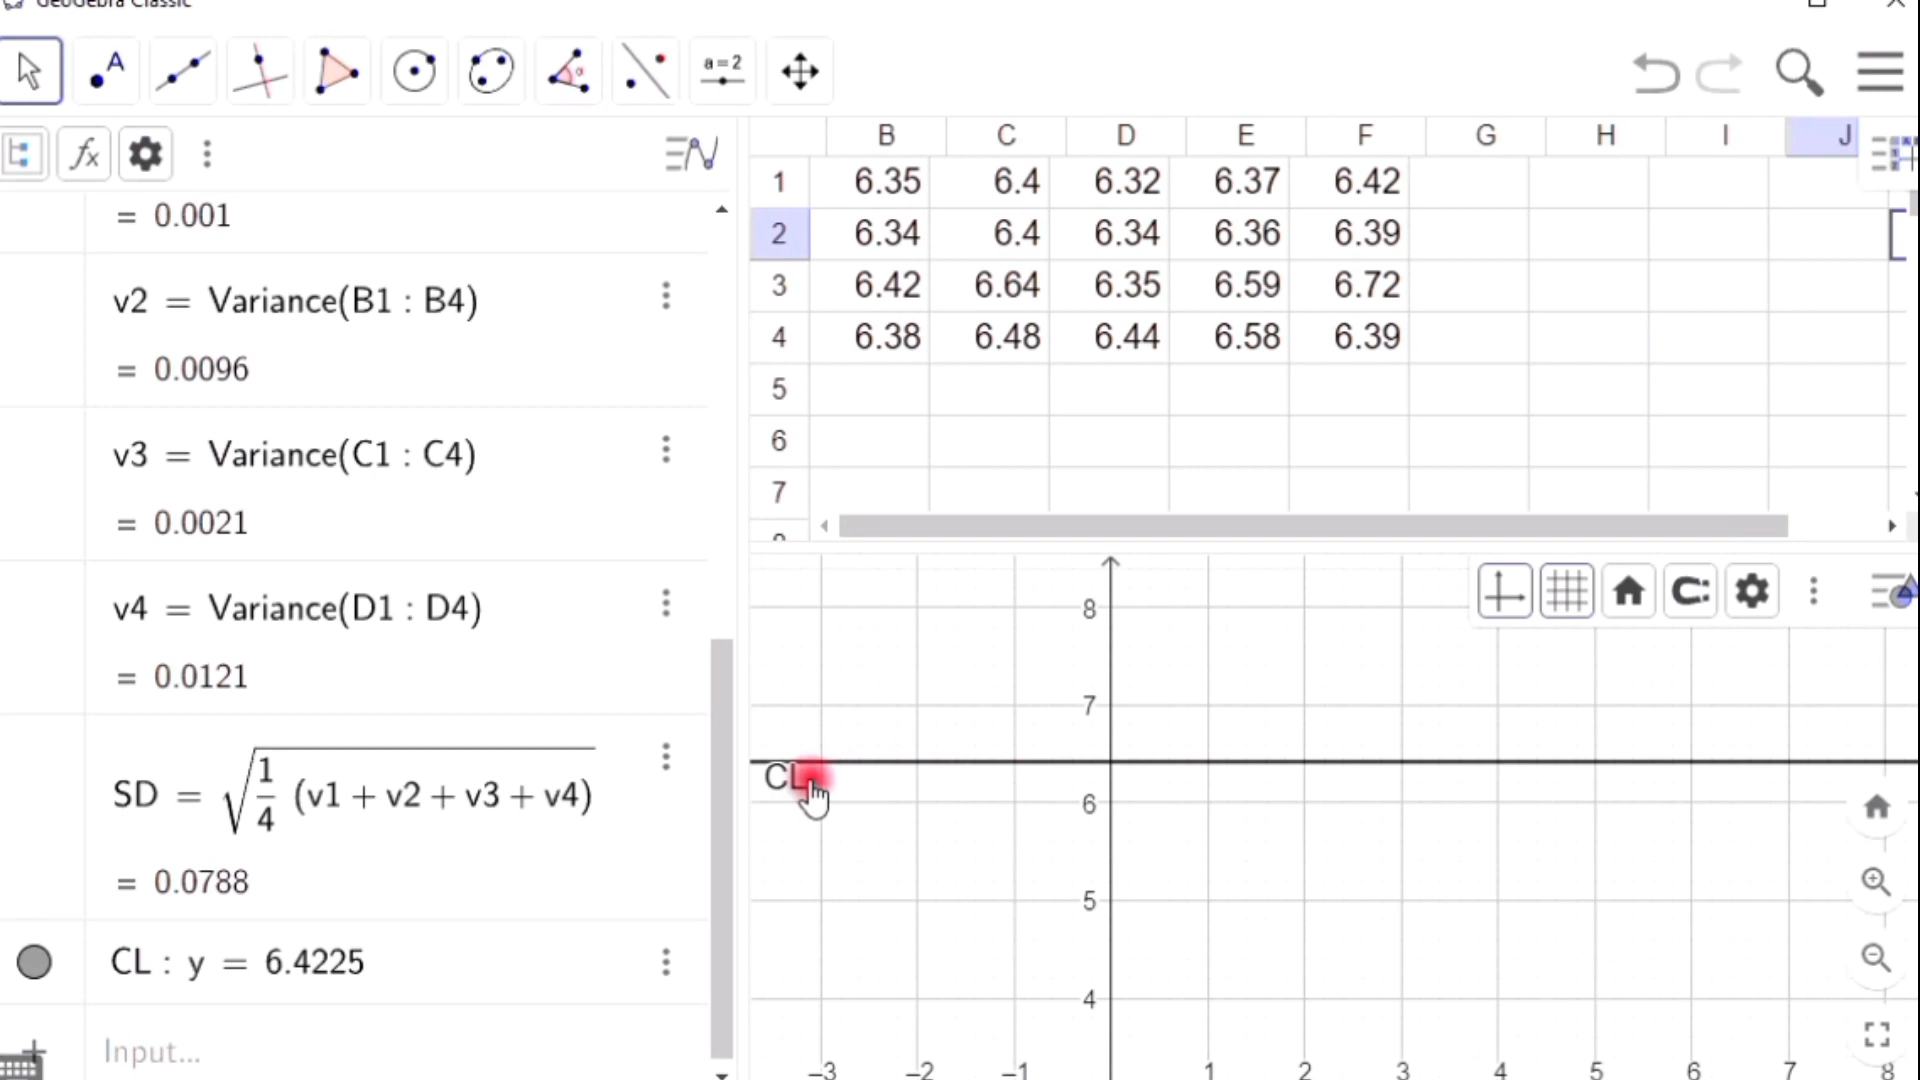 GeoGebra Classic
A
α
a = 2
fx
= 0.001
v2 = Variance(B1 : B4)
= 0.0096
v3 = Variance(C1 : C4)
= 0.0021
v4 = Variance(D1 : D4)
= 0.0121
SD = √ 1/4 (v1 + v2 + v3 + v4)
= 0.0788
CL : y = 6.4225
Input...
B C D E F G H I J
1 6.35 6.4 6.32 6.37 6.42
2 6.34 6.4 6.34 6.36 6.39
3 6.42 6.64 6.35 6.59 6.72
4 6.38 6.48 6.44 6.58 6.39
5
6
7
8
7
CL
6
5
4
–3 –2 –1 1 2 3 4 5 6 7 8